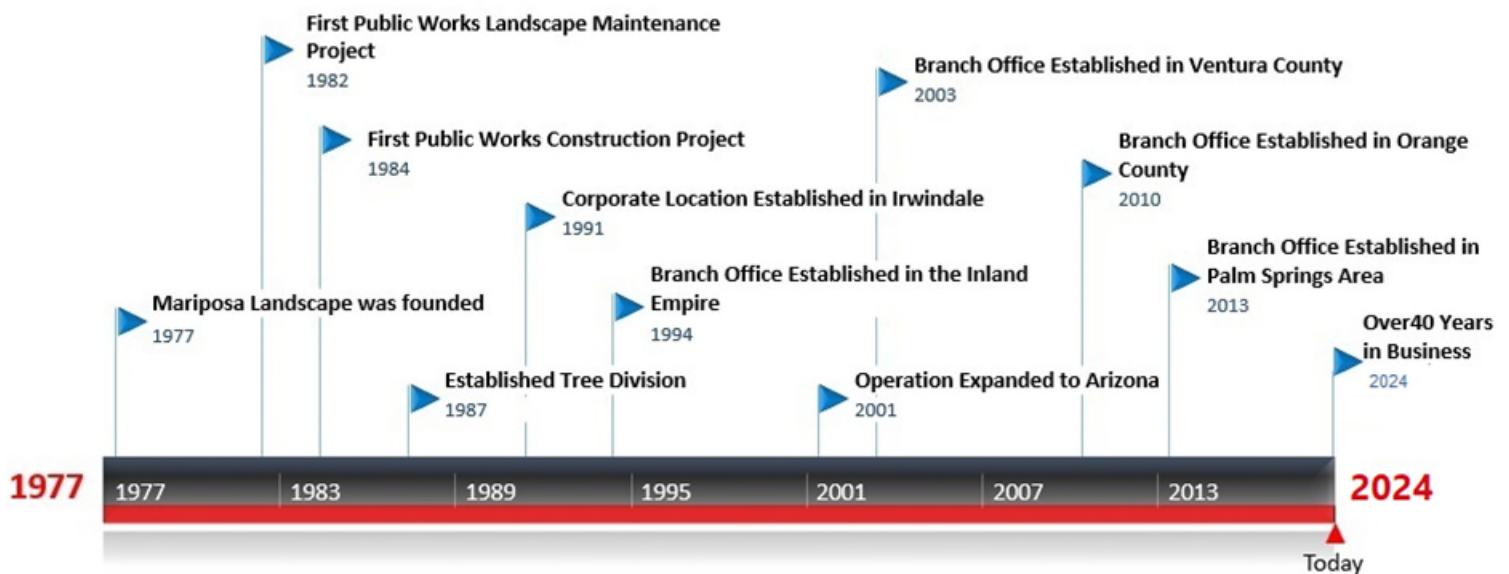 First Public Works Landscape Maintenance
Project
1982
First Public Works Construction Project
1984
Mariposa Landscape was founded
1977
Established Tree Division
1987
Corporate Location Established in Irwindale
1991
Branch Office Established in the Inland
Empire
1994
Operation Expanded to Arizona
2001
Branch Office Established in Ventura County
2003
Branch Office Established in Orange
County
2010
Branch Office Established in
Palm Springs Area
2013
Over40 Years
in Business
2024
1977
1977
1983
1989
1995
2001
2007
2013
2024
Today